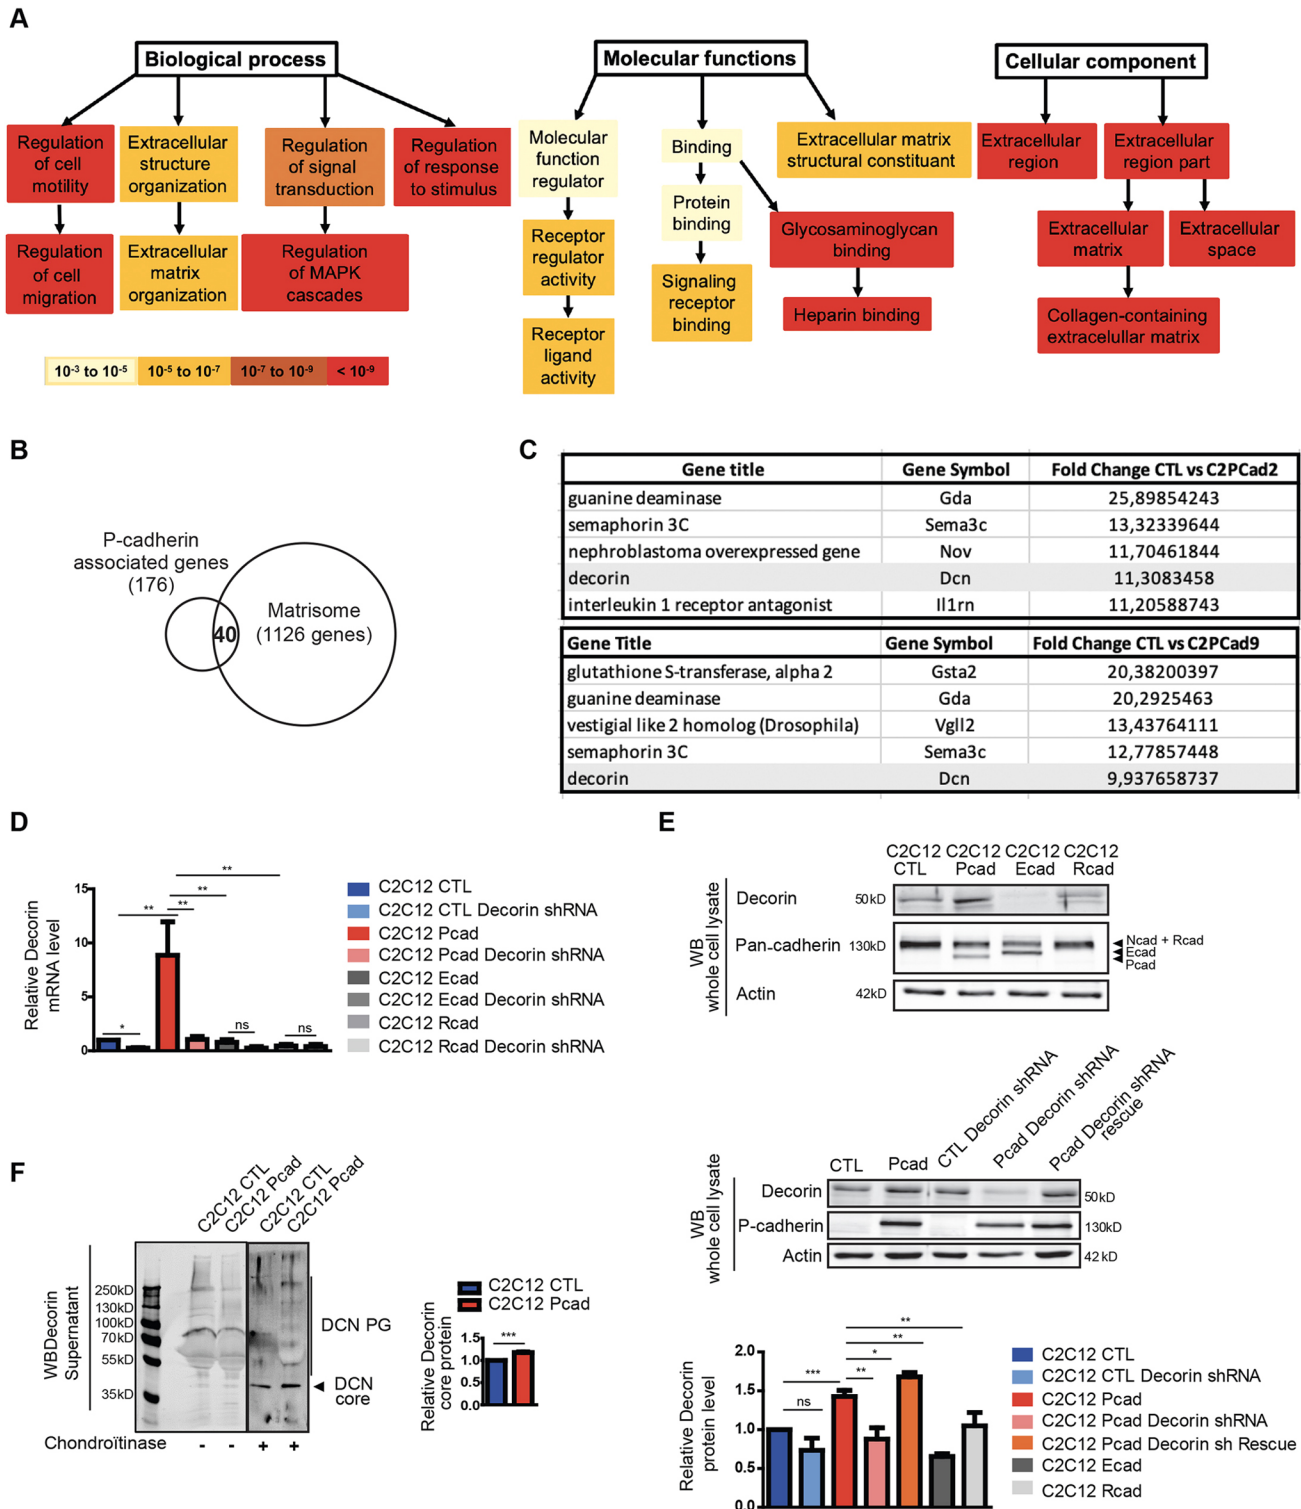 A
Biological process
Molecular functions
Cellular component
Regulation
of cell
motility
Extracellular
structure
organization
Regulation
of signal
transduction
Regulation
of response
to stimulus
Regulation
of cell
migration
Extracellular
matrix
organization
Regulation
of MAPK
cascades
Molecular
function
regulator
Binding
Extracellular matrix
structural constituant
Receptor
regulator
activity
Protein
binding
Glycosaminoglycan
binding
Signaling
receptor
binding
Heparin binding
Receptor
ligand
activity
Extracellular
region
Extracellular
region part
Extracellular
matrix
Extracellular
space
Collagen-containing
extracelullar matrix
10-3 to 10-5 10-5 to 10-7 10-7 to 10-9 < 10-9
B
P-cadherin
associated genes
(176)
40
Matrisome
(1126 genes)
C
Gene title Gene Symbol Fold Change CTL vs C2PCad2
guanine deaminase Gda 25,89854243
semaphorin 3C Sema3c 13,32339644
nephroblastoma overexpressed gene Nov 11,70461844
decorin Dcn 11,3083458
interleukin 1 receptor antagonist Il1rn 11,20588743
Gene Title Gene Symbol Fold Change CTL vs C2PCad9
glutathione S-transferase, alpha 2 Gsta2 20,38200397
guanine deaminase Gda 20,2925463
vestigial like 2 homolog (Drosophila) Vgll2 13,43764111
semaphorin 3C Sema3c 12,77857448
decorin Dcn 9,937658737
D
Relative Decorin
mRNA level
15
10
5
0
**
**
** **
*
ns
ns
C2C12 CTL
C2C12 CTL Decorin shRNA
C2C12 Pcad
C2C12 Pcad Decorin shRNA
C2C12 Ecad
C2C12 Ecad Decorin shRNA
C2C12 Rcad
C2C12 Rcad Decorin shRNA
E
C2C12 C2C12 C2C12 C2C12
CTL Pcad Ecad Rcad
WB
whole cell lysate
Decorin 50kD
Pan-cadherin 130kD
Ncad + Rcad
Ecad
Pcad
Actin 42kD
CTL
Pcad
CTL Decorin shRNA
Pcad Decorin shRNA
Pcad Decorin shRNA
rescue
WB
whole cell lysate
Decorin 50kD
P-cadherin 130kD
Actin 42 kD
Relative Decorin
protein level
2.0
1.5
1.0
0.5
0.0
**
**
*
*** **
ns
C2C12 CTL
C2C12 CTL Decorin shRNA
C2C12 Pcad
C2C12 Pcad Decorin shRNA
C2C12 Pcad Decorin sh Rescue
C2C12 Ecad
C2C12 Rcad
F
C2C12 CTL
C2C12 Pcad
C2C12 CTL
C2C12 Pcad
WBDecorin
Supernatant
250kD
130kD
100kD
70kD
55kD
35kD
DCN PG
DCN
core
Chondroïtinase - - + +
C2C12 CTL
C2C12 Pcad
Relative Decorin
core protein
1.5
1.0
0.5
0.0
***